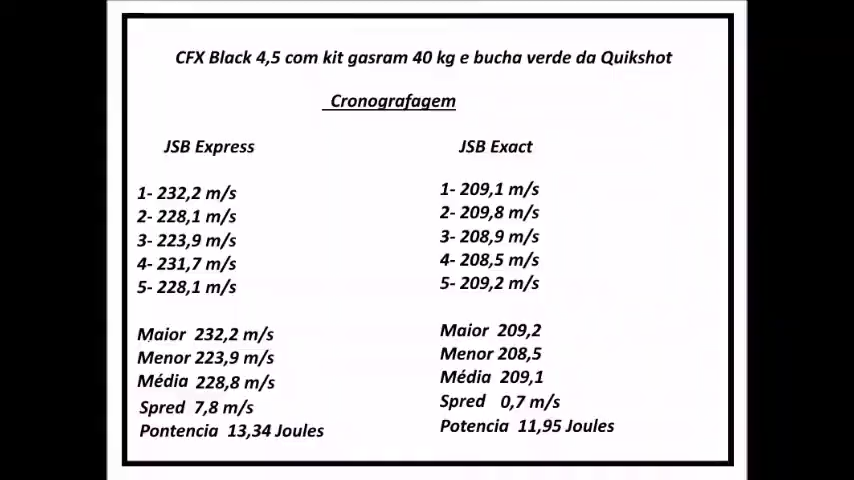 CFX Black 4,5 com kit gasram 40 kg e bucha verde da Quikshot
Cronografagem
JSB Express
1- 232,2 m/s
2- 228,1 m/s
3- 223,9 m/s
4- 231,7 m/s
5- 228,1 m/s
Maior 232,2 m/s
Menor 223,9 m/s
Média 228,8 m/s
Spred 7,8 m/s
Pontencia 13,34 Joules
JSB Exact
1- 209,1 m/s
2- 209,8 m/s
3- 208,9 m/s
4- 208,5 m/s
5- 209,2 m/s
Maior 209,2
Menor 208,5
Média 209,1
Spred 0,7 m/s
Potencia 11,95 Joules